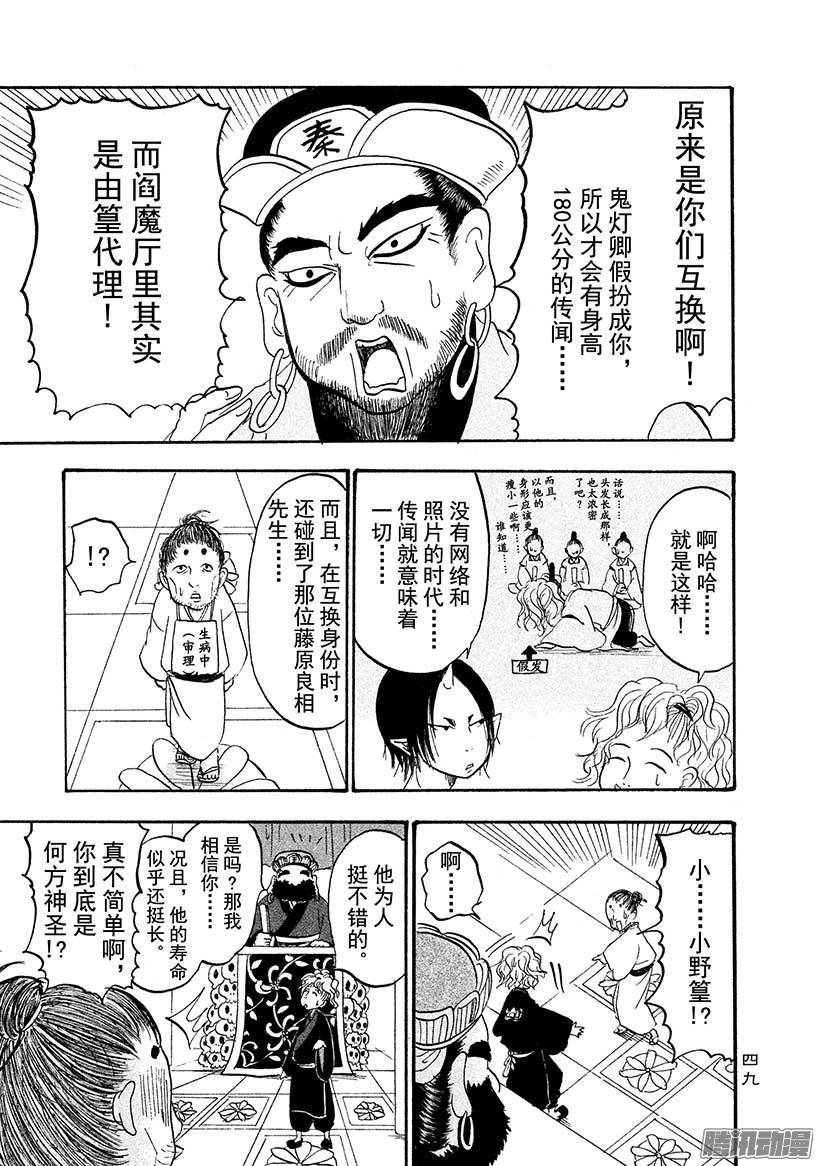 原来是你们互换啊！
鬼灯卿假扮成你，
所以才会有身高
180公分的传闻……
而阎魔厅里其实
是由篁代理！
秦
啊哈哈……
就是这样！
话说……
头发长成那样，
也太浓密
了吧？
而且，
以他的
身形应该更
瘦小一些啊……
谁知道……
假发
没有网络和
照片的时代……
传闻就意味着
一切……
而且，在互换身份时，
还碰到了那位藤原良相
先生……
!?
生病中
（审理
小……小野篁!?
啊……
他为人
挺不错的。
是吗？那我
相信你……
况且，他的寿命
似乎还挺长。
真不简单啊，
你到底是
何方神圣!?
四九
腾讯动漫